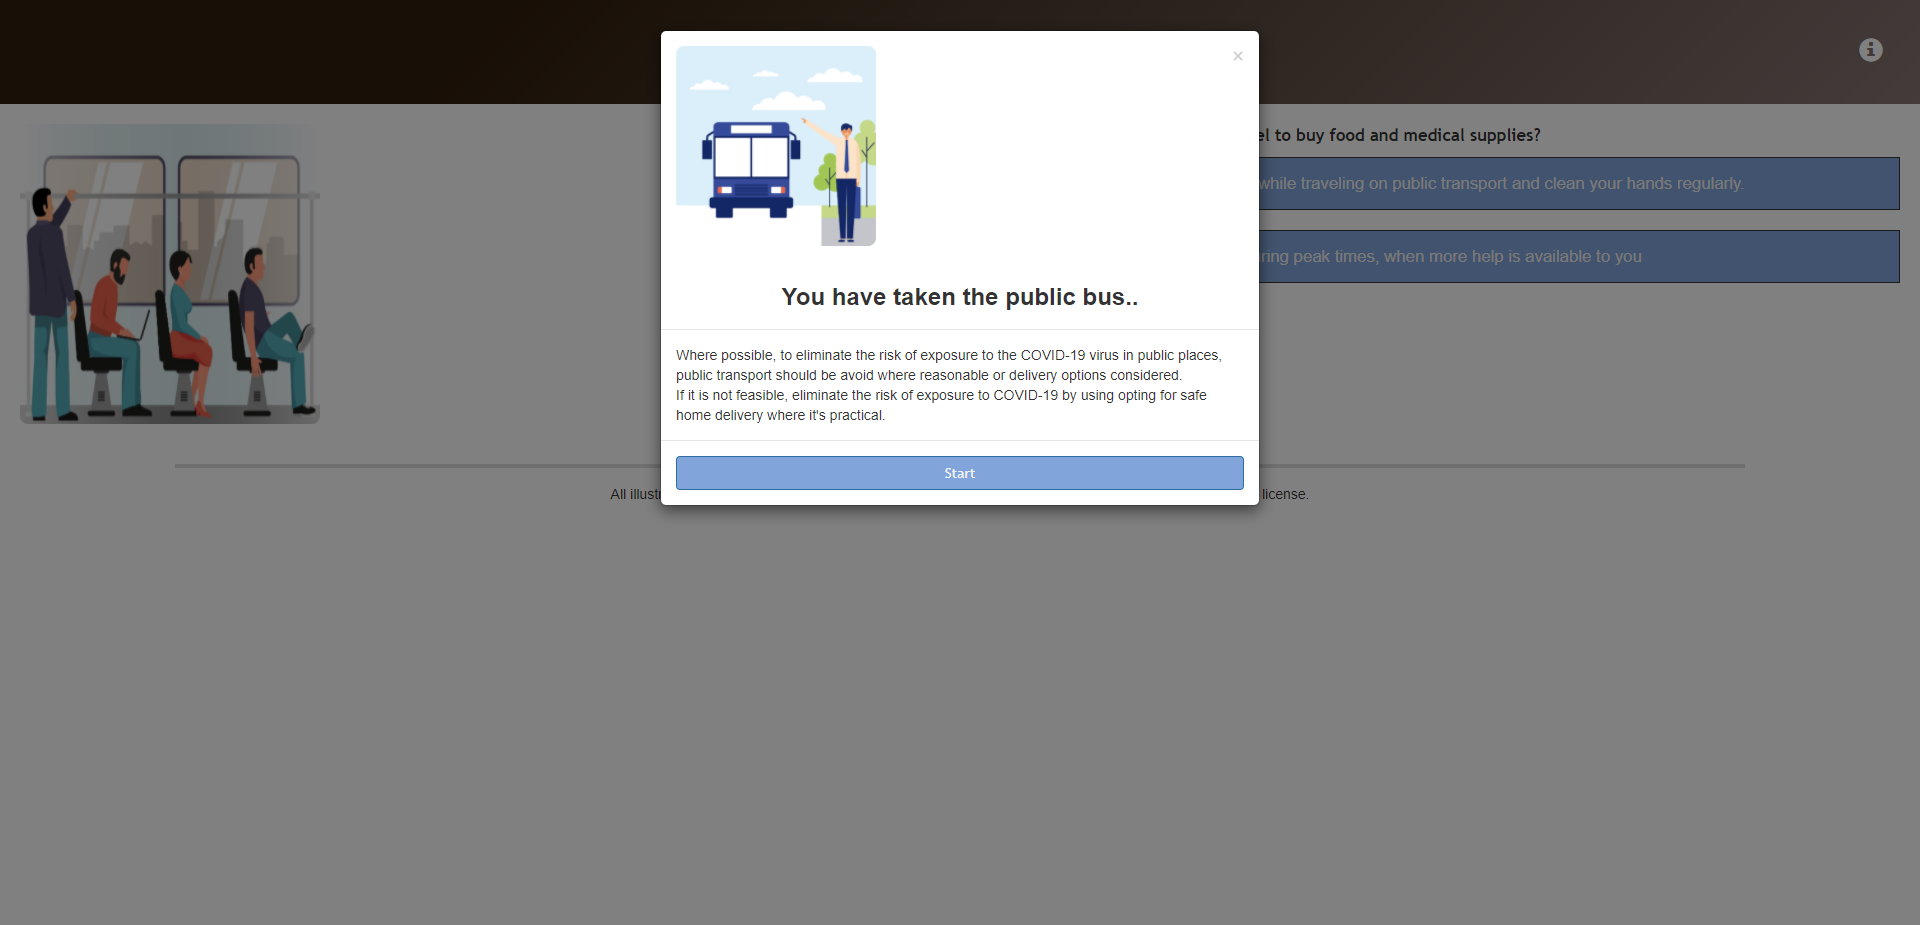 el to buy food and medical supplies?
while traveling on public transport and clean your hands regularly.
ring peak times, when more help is available to you
×
You have taken the public bus..
Where possible, to eliminate the risk of exposure to the COVID-19 virus in public places,
public transport should be avoid where reasonable or delivery options considered.
If it is not feasible, eliminate the risk of exposure to COVID-19 by using opting for safe
home delivery where it's practical.
Start
All illustr license.